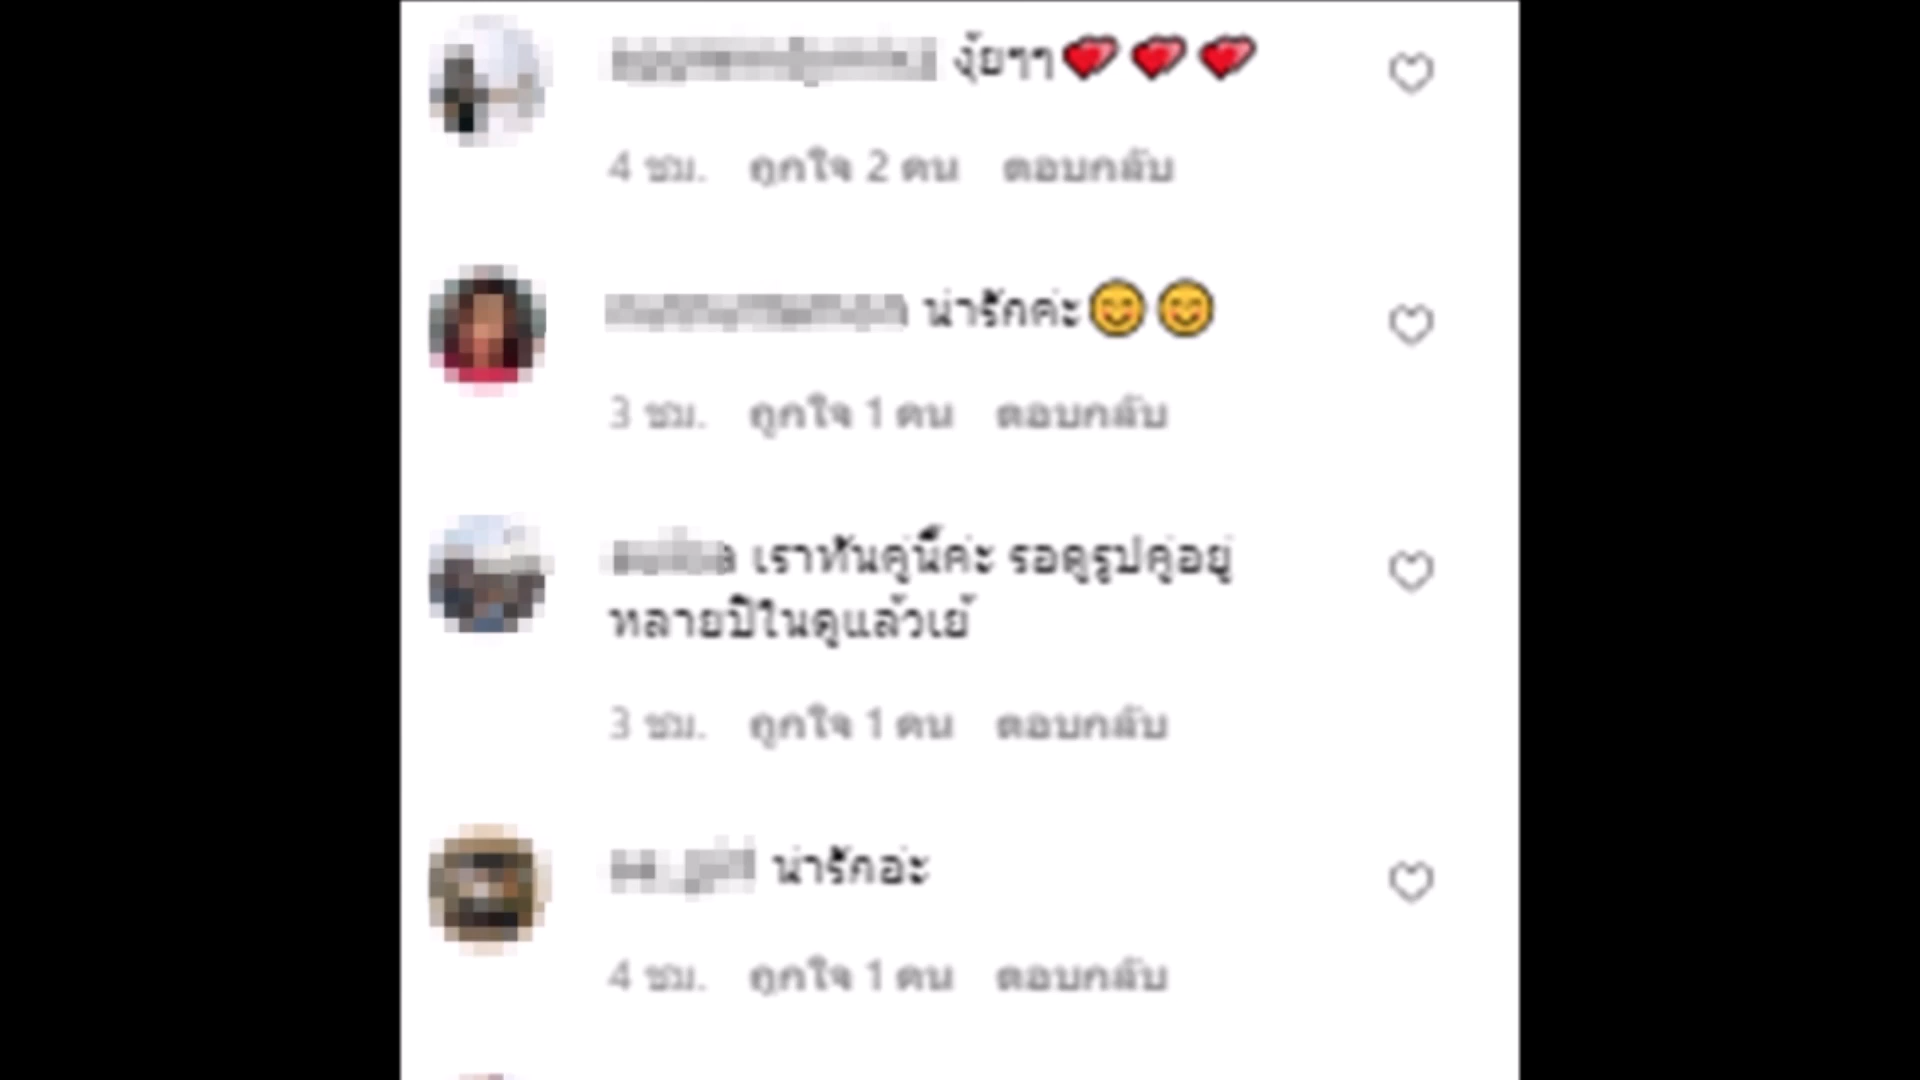 งุ้ยๆๆ
4 ชม. ถูกใจ 2 คน ตอบกลับ
น่ารักค่ะ
3 ชม. ถูกใจ 1 คน ตอบกลับ
เราทันคู่นี้ค่ะ รอดูรูปคู่อยู่
หลายปีในดูแล้วเย้
3 ชม. ถูกใจ 1 คน ตอบกลับ
น่ารักอ่ะ
4 ชม. ถูกใจ 1 คน ตอบกลับ